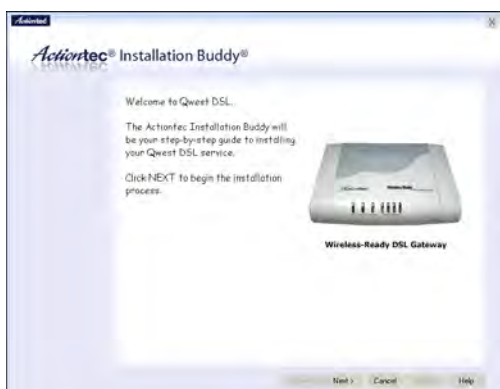 Actiontec
X
Actiontec® Installation Buddy®
Welcome to Qwest DSL.
The Actiontec Installation Buddy will
be your step-by-step guide to installing
your Qwest DSL service.
Click NEXT to begin the installation
process.
Wireless-Ready DSL Gateway
Next > Cancel Help